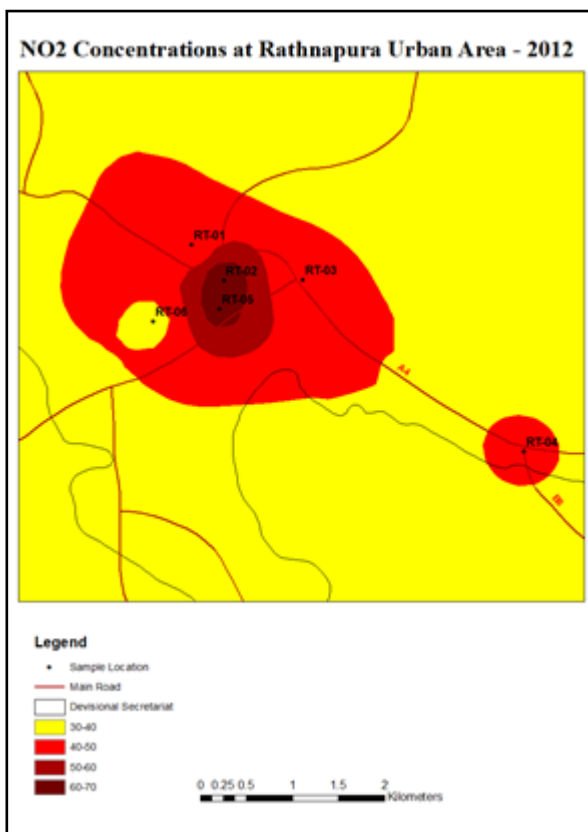 NO2 Concentrations at Rathnapura Urban Area - 2012
RT-01
RT-02
RT-03
RT-05
RT-06
A4
RT-04
B8
Legend
Sample Location
Main Road
Devisional Secretariat
30-40
40-50
50-60
60-70
0 0.25 0.5 1 1.5 2
Kilometers